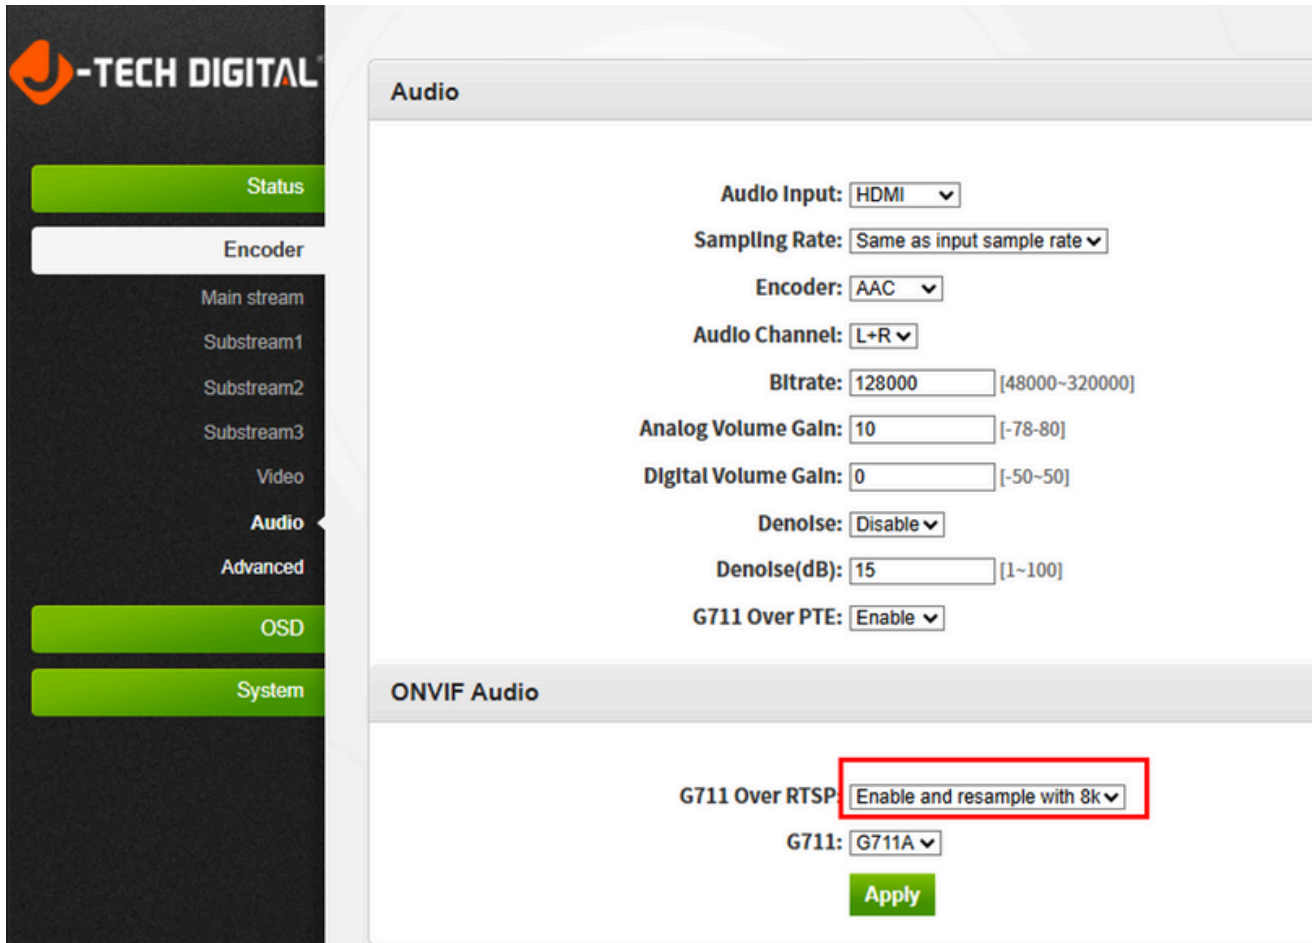 J-TECH DIGITAL
Status
Encoder
Main stream
Substream1
Substream2
Substream3
Video
Audio
Advanced
OSD
System
Audio
Audio Input: HDMI
Sampling Rate: Same as input sample rate
Encoder: AAC
Audio Channel: L+R
Bitrate: 128000 [48000~320000]
Analog Volume Gain: 10 [-78-80]
Digital Volume Gain: 0 [-50~50]
Denoise: Disable
Denoise(dB): 15 [1~100]
G711 Over PTE: Enable
ONVIF Audio
G711 Over RTSP: Enable and resample with 8k
G711: G711A
Apply